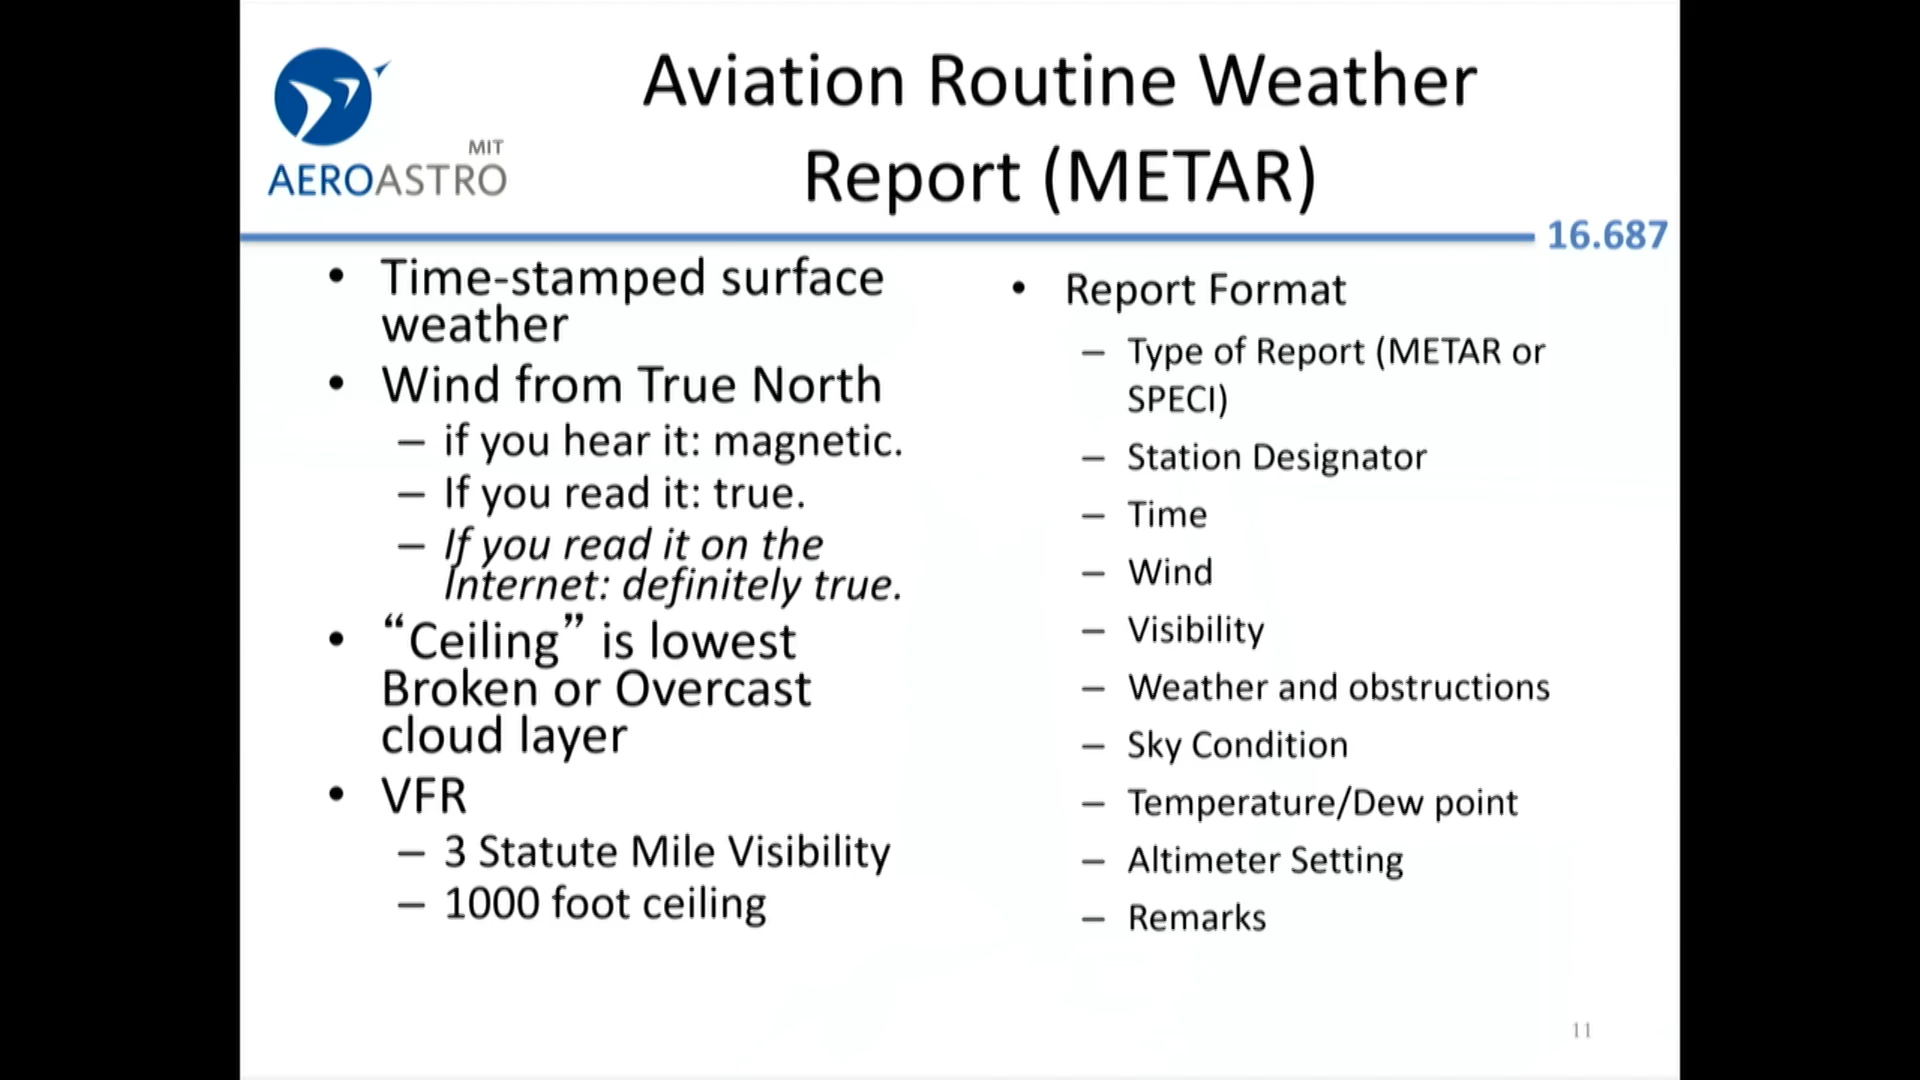 MIT
AEROASTRO
Aviation Routine Weather
Report (METAR)
16.687
• Time-stamped surface
weather
• Wind from True North
– if you hear it: magnetic.
– If you read it: true.
– If you read it on the
Internet: definitely true.
• “Ceiling” is lowest
Broken or Overcast
cloud layer
• VFR
– 3 Statute Mile Visibility
– 1000 foot ceiling
• Report Format
– Type of Report (METAR or
SPECI)
– Station Designator
– Time
– Wind
– Visibility
– Weather and obstructions
– Sky Condition
– Temperature/Dew point
– Altimeter Setting
– Remarks
11